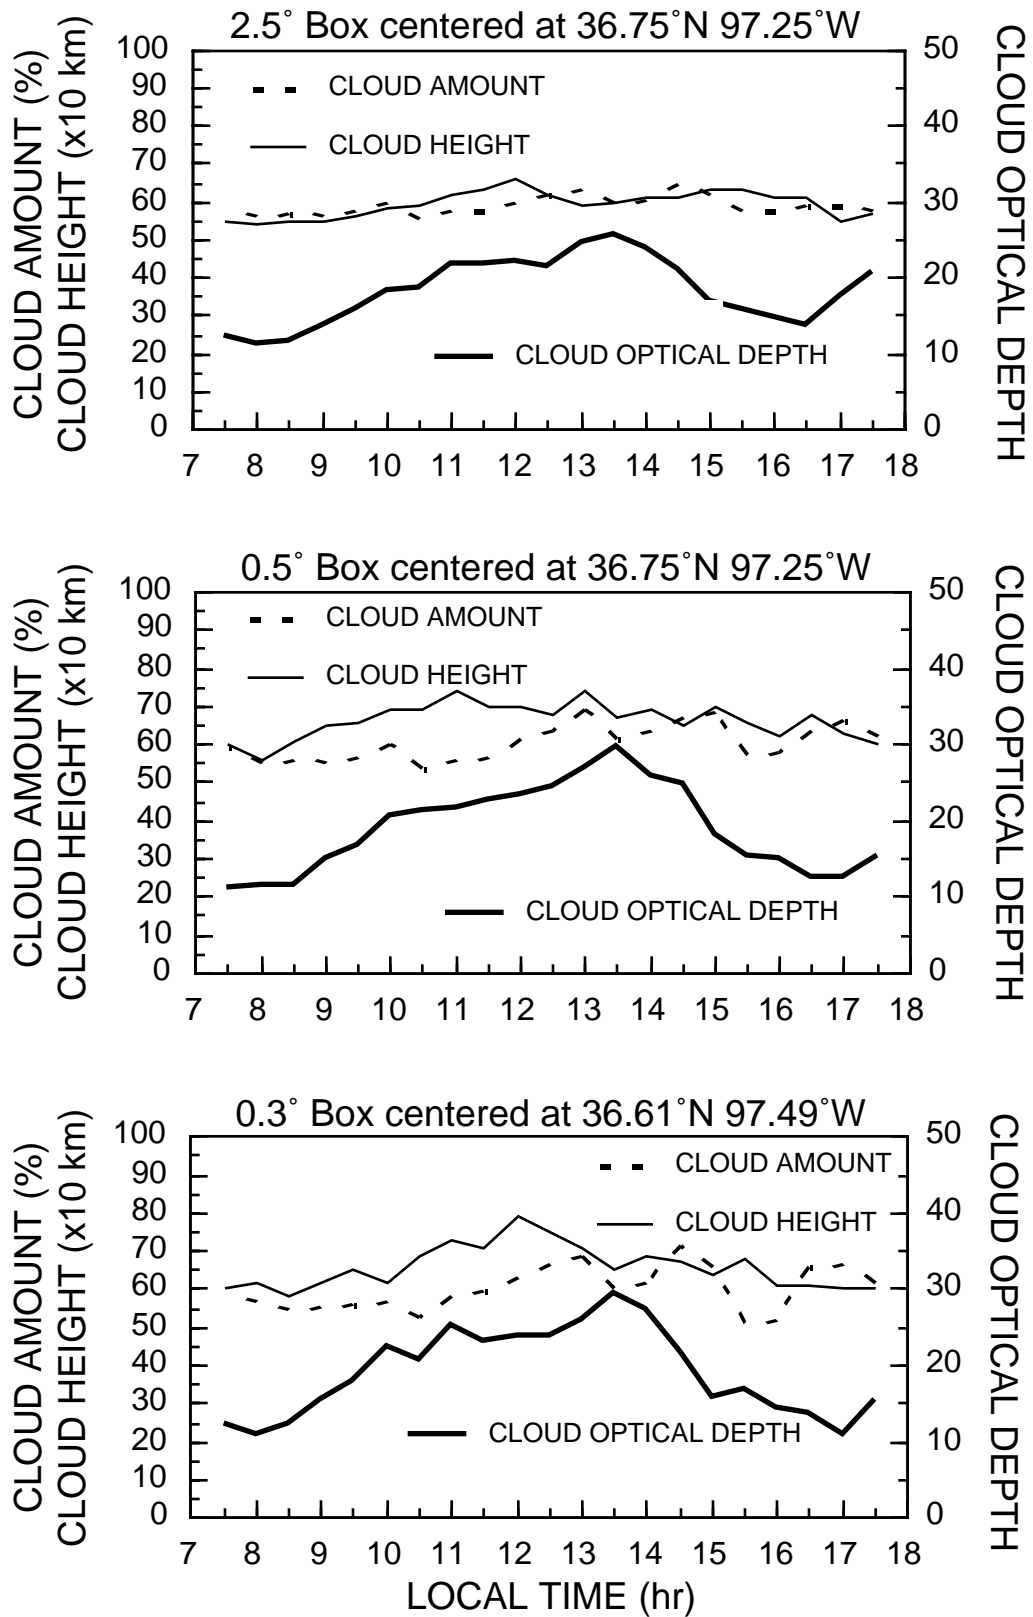 2.5° Box centered at 36.75°N 97.25°W
CLOUD AMOUNT (%)
CLOUD HEIGHT (x10 km)
100
90
80
70
60
50
40
30
20
10
0
CLOUD AMOUNT
CLOUD HEIGHT
CLOUD OPTICAL DEPTH
50
40
30
20
10
0
CLOUD OPTICAL DEPTH
7 8 9 10 11 12 13 14 15 16 17 18
0.5° Box centered at 36.75°N 97.25°W
CLOUD AMOUNT (%)
CLOUD HEIGHT (x10 km)
100
90
80
70
60
50
40
30
20
10
0
CLOUD AMOUNT
CLOUD HEIGHT
CLOUD OPTICAL DEPTH
50
40
30
20
10
0
CLOUD OPTICAL DEPTH
7 8 9 10 11 12 13 14 15 16 17 18
0.3° Box centered at 36.61°N 97.49°W
CLOUD AMOUNT (%)
CLOUD HEIGHT (x10 km)
100
90
80
70
60
50
40
30
20
10
0
CLOUD AMOUNT
CLOUD HEIGHT
CLOUD OPTICAL DEPTH
50
40
30
20
10
0
CLOUD OPTICAL DEPTH
7 8 9 10 11 12 13 14 15 16 17 18
LOCAL TIME (hr)